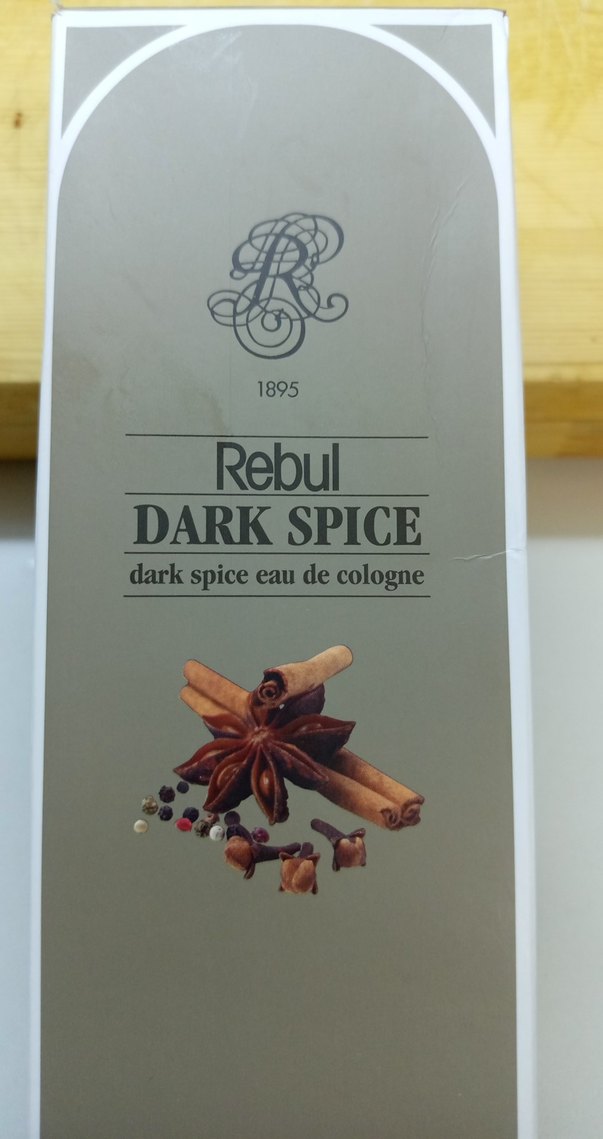 R
1895
Rebul
DARK SPICE
dark spice eau de cologne